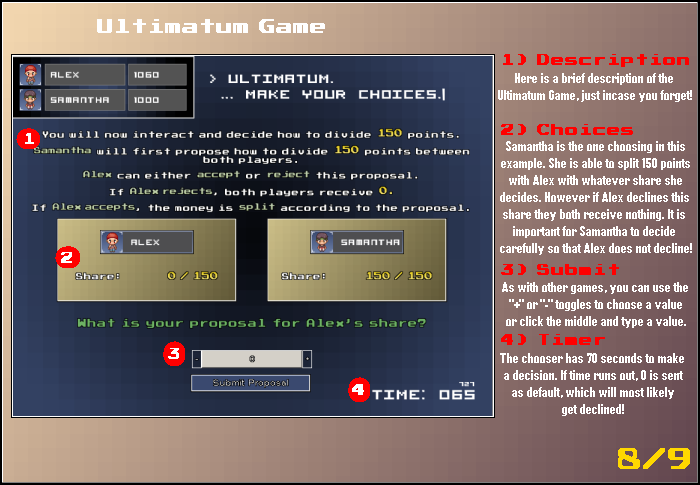 Ultimatum Game
ALEX 1060
SAMANTHA 1000
> ULTIMATUM.
... MAKE YOUR CHOICES.
1
You will now interact and decide how to divide 150 points.
Samantha will first propose how to divide 150 points between
both players.
Alex can either accept or reject this proposal.
If Alex rejects, both players receive 0.
If Alex accepts, the money is split according to the proposal.
2
ALEX
Share: 0 / 150
SAMANTHA
Share: 150 / 150
What is your proposal for Alex's share?
3
- 0 +
Submit Proposal
4
727
TIME: 065
1) Description
Here is a brief description of the
Ultimatum Game, just incase you forget!
2) Choices
Samantha is the one choosing in this
example. She is able to split 150 points
with Alex with whatever share she
decides. However if Alex declines this
share they both receive nothing. It is
important for Samantha to decide
carefully so that Alex does not decline!
3) Submit
As with other games, you can use the
"+" or "-" toggles to choose a value
or click the middle and type a value.
4) Timer
The chooser has 70 seconds to make
a decision. If time runs out, 0 is sent
as default, which will most likely
get declined!
8/9